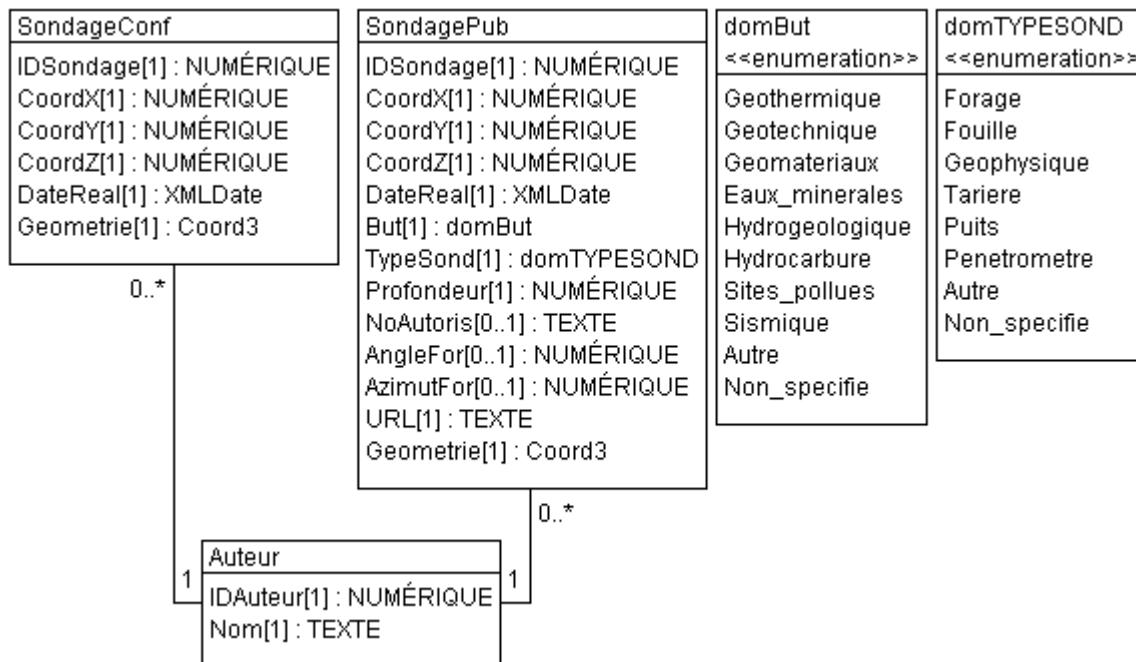 SondageConf
IDSondage[1] : NUMÉRIQUE
CoordX[1] : NUMÉRIQUE
CoordY[1] : NUMÉRIQUE
CoordZ[1] : NUMÉRIQUE
DateReal[1] : XMLDate
Geometrie[1] : Coord3
0..*
SondagePub
IDSondage[1] : NUMÉRIQUE
CoordX[1] : NUMÉRIQUE
CoordY[1] : NUMÉRIQUE
CoordZ[1] : NUMÉRIQUE
DateReal[1] : XMLDate
But[1] : domBut
TypeSond[1] : domTYPESOND
Profondeur[1] : NUMÉRIQUE
NoAutoris[0..1] : TEXTE
AngleFor[0..1] : NUMÉRIQUE
AzimutFor[0..1] : NUMÉRIQUE
URL[1] : TEXTE
Geometrie[1] : Coord3
0..*
domBut
<<enumeration>>
Geothermique
Geotechnique
Geomateriaux
Eaux_minerales
Hydrogeologique
Hydrocarbure
Sites_pollues
Sismique
Autre
Non_specifie
domTYPESOND
<<enumeration>>
Forage
Fouille
Geophysique
Tariere
Puits
Penetrometre
Autre
Non_specifie
1
Auteur
IDAuteur[1] : NUMÉRIQUE
Nom[1] : TEXTE
1